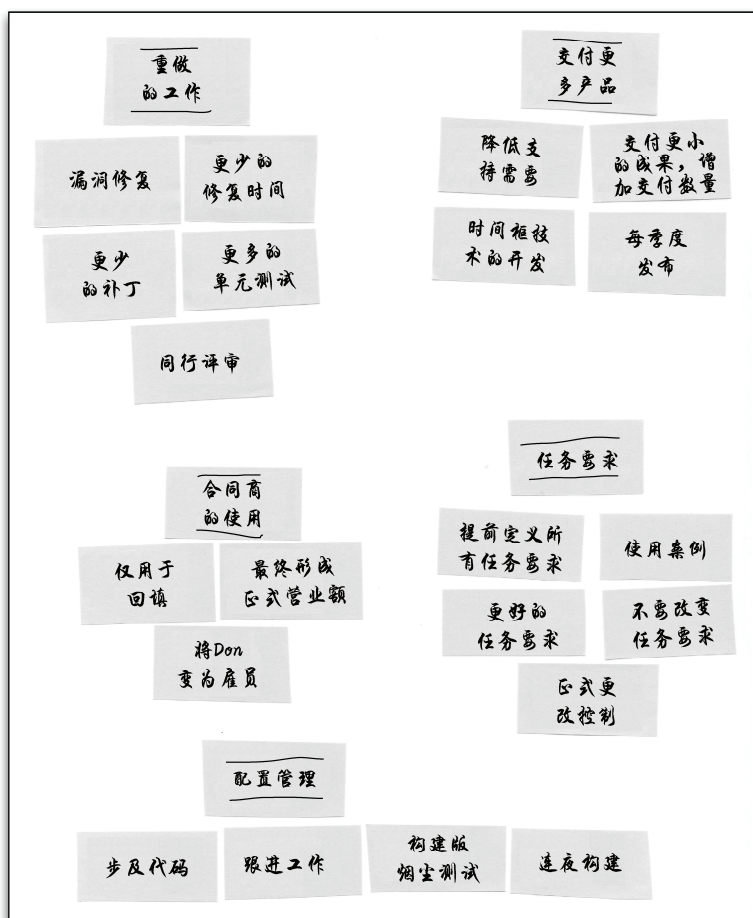 重做
的工作
漏洞修复
更少的
修复时间
更少
的补丁
更多的
单元测试
同行评审
交付更
多产品
降低支
持需要
交付更小
的成果，增
加交付数量
时间框技
术的开发
每季度
发布
合同商
的使用
仅用于
回填
最终形成
正式营业额
将Don
变为雇员
任务要求
提前定义所
有任务要求
使用案例
更好的
任务要求
不要改变
任务要求
正式更
改控制
配置管理
步及代码
跟进工作
构建版
烟尘测试
连夜构建